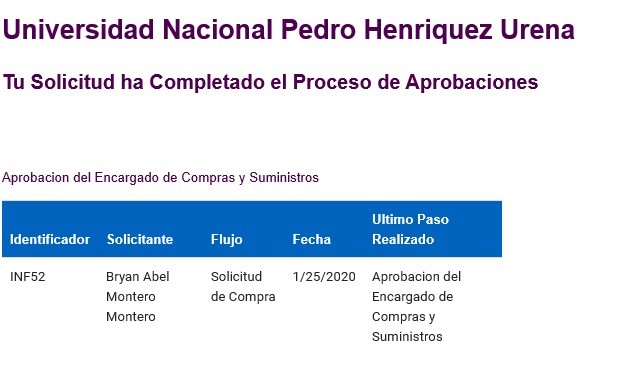 Universidad Nacional Pedro Henriquez Urena
Tu Solicitud ha Completado el Proceso de Aprobaciones
Aprobacion del Encargado de Compras y Suministros
Identificador Solicitante Flujo Fecha Ultimo Paso Realizado
INF52 Bryan Abel Montero Montero Solicitud de Compra 1/25/2020 Aprobacion del Encargado de Compras y Suministros